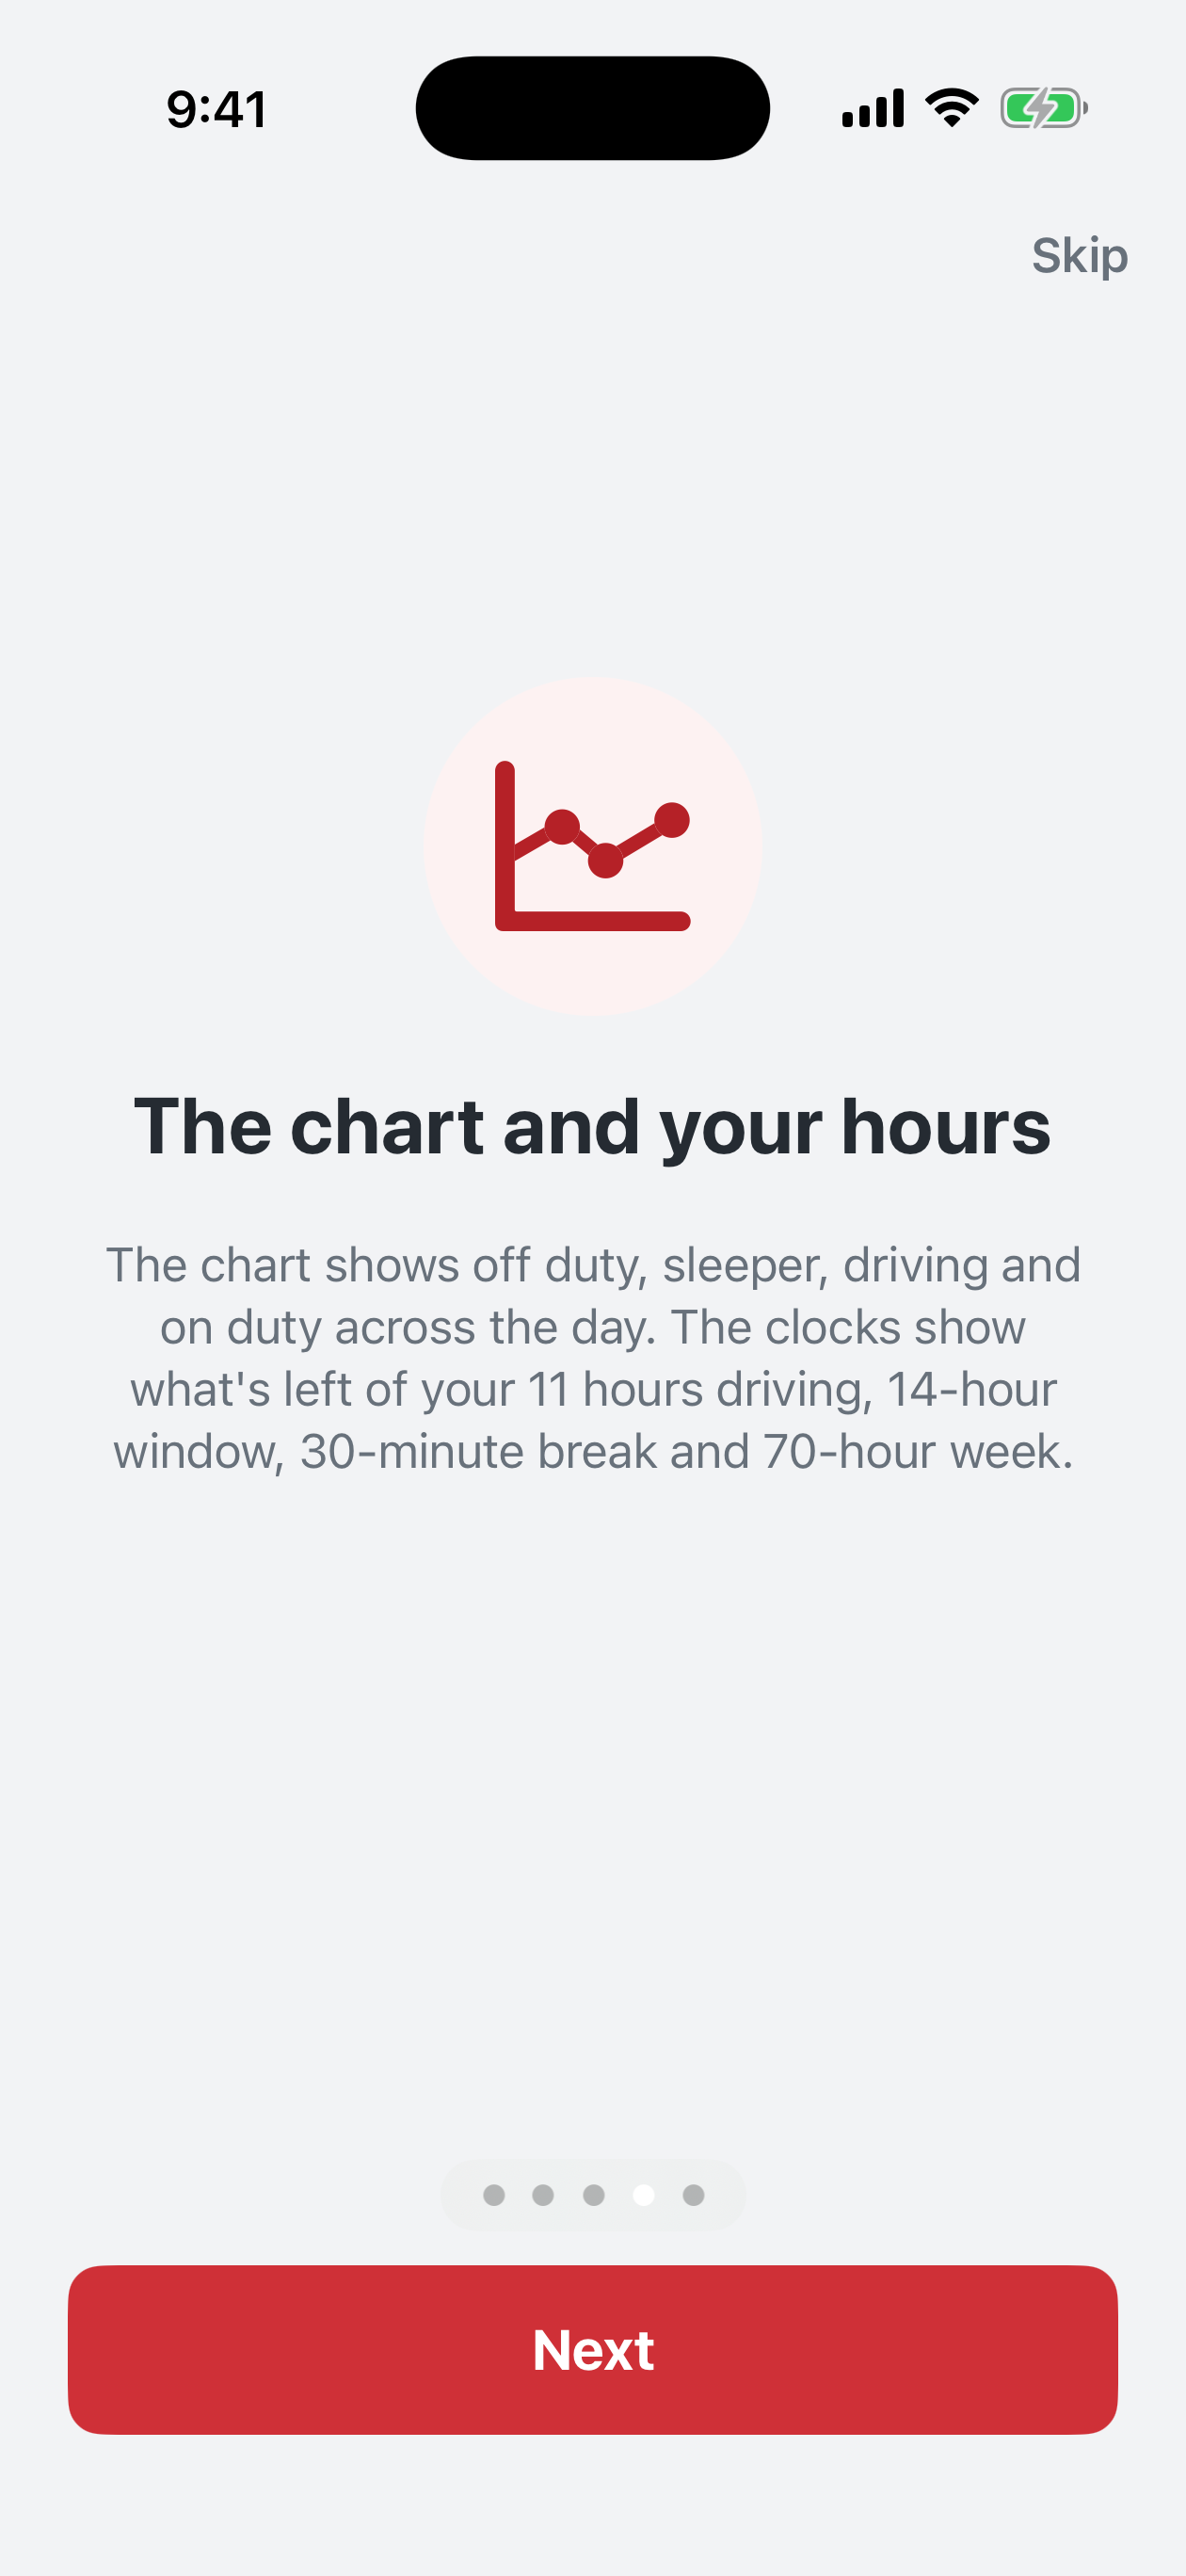 9:41
Skip
The chart and your hours
The chart shows off duty, sleeper, driving and
on duty across the day. The clocks show
what's left of your 11 hours driving, 14-hour
window, 30-minute break and 70-hour week.
Next